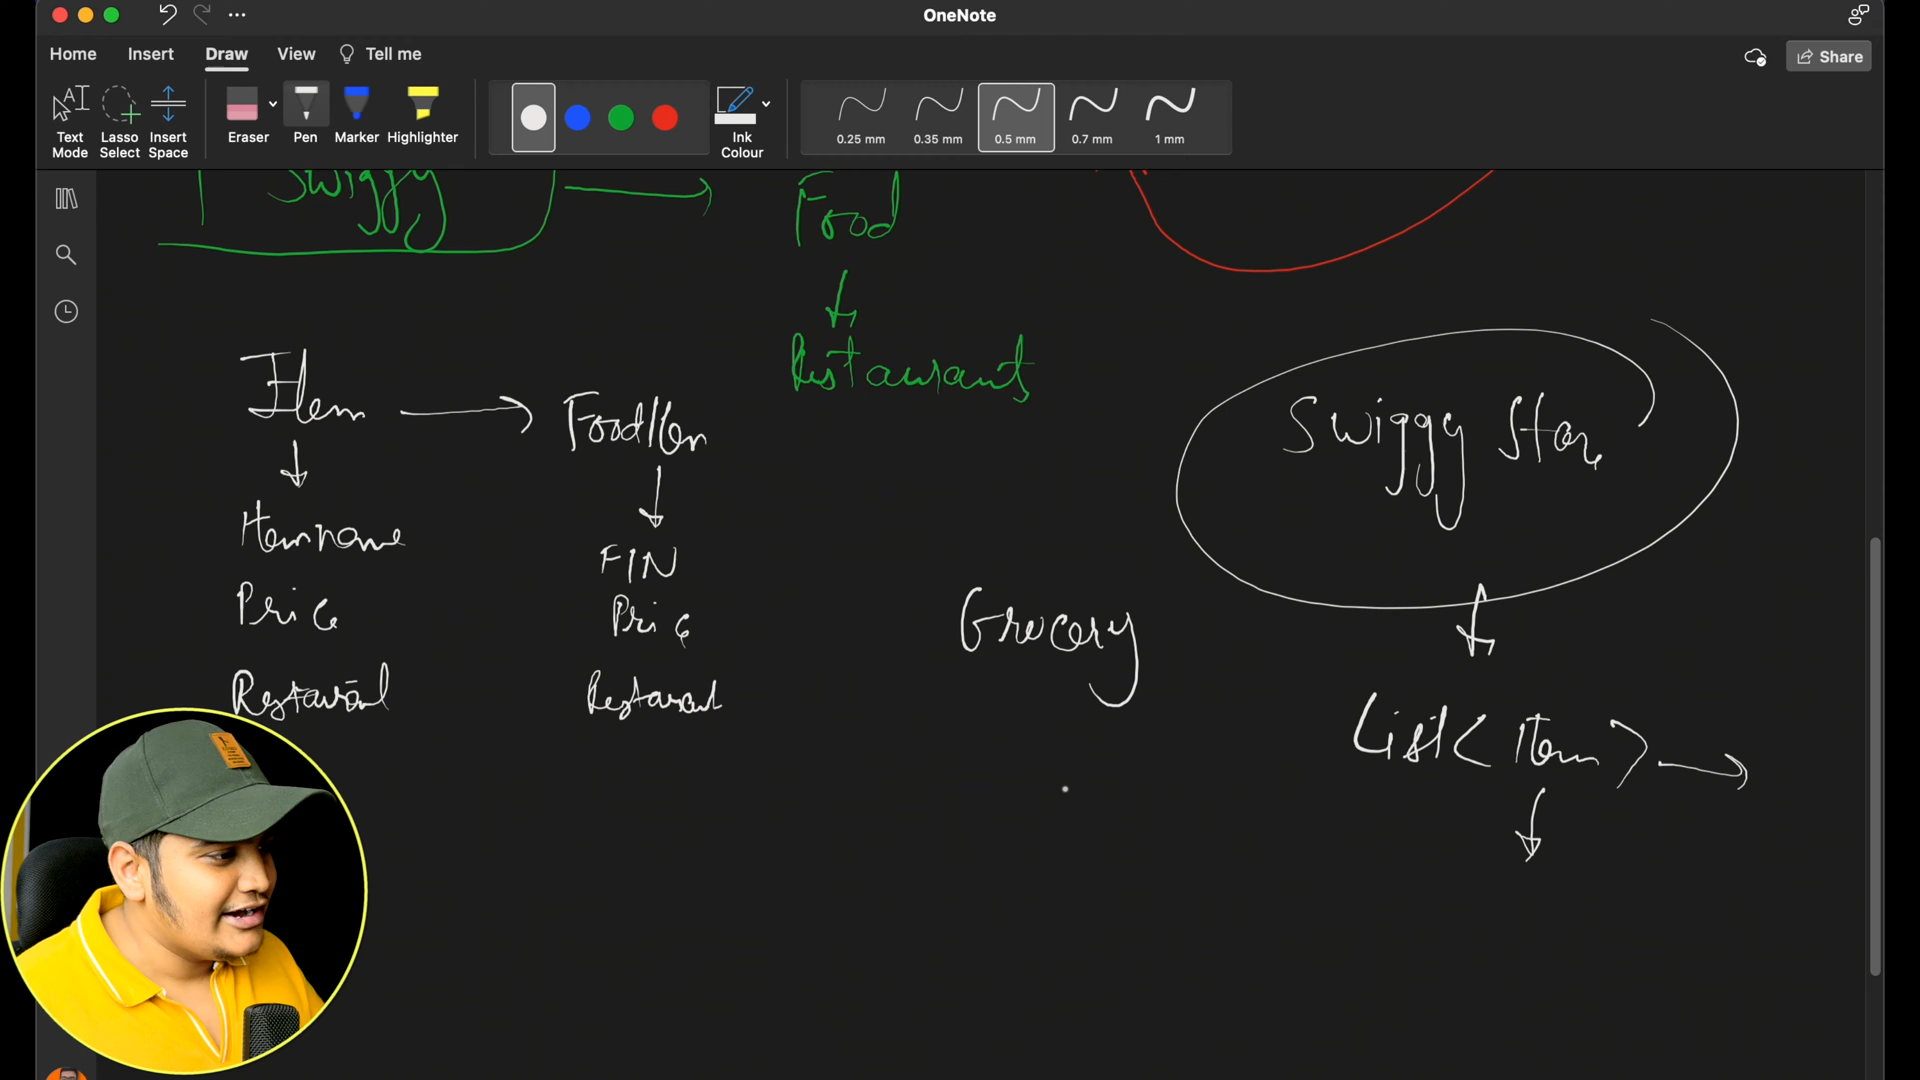 OneNote
Home Insert Draw View Tell me
Share
Text Mode
Lasso Select
Insert Space
Eraser
Pen
Marker
Highlighter
Ink Colour
0.25 mm
0.35 mm
0.5 mm
0.7 mm
1 mm
Swiggy
Food
Restaurants
Item
FoodItem
Itemname
Price
Restaurant
FIN
Price
Restaurant
Grocery
Swiggy Store
List<Item>